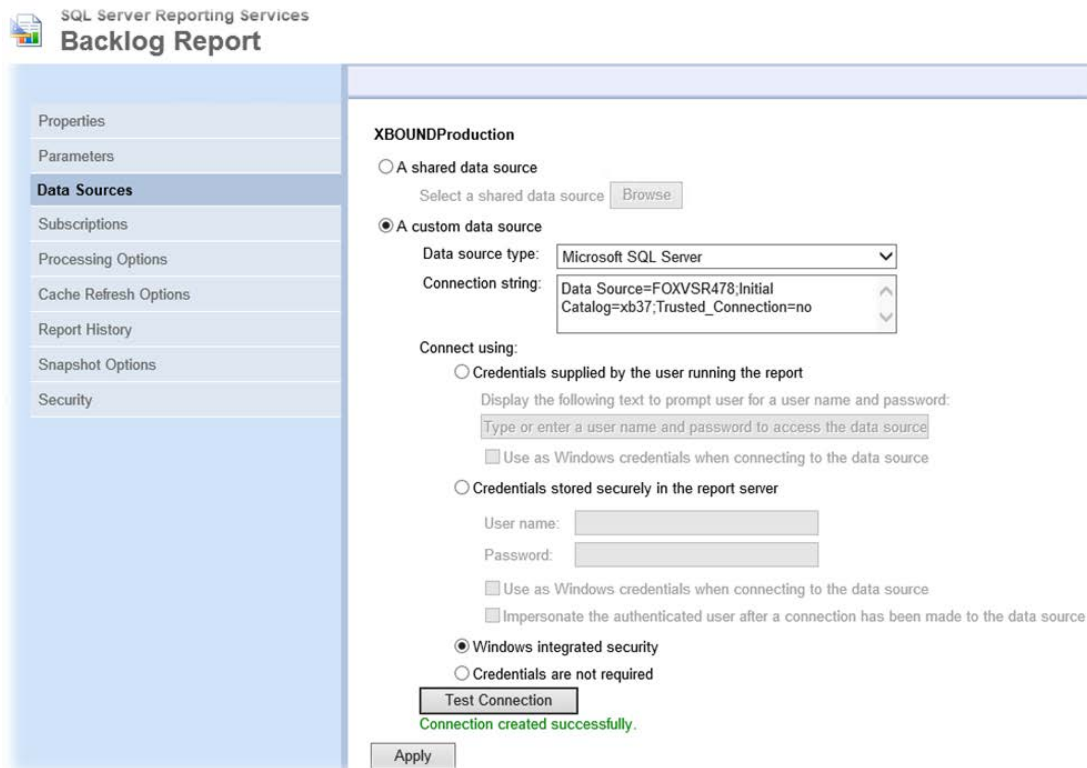 SQL Server Reporting Services
Backlog Report
Properties
Parameters
Data Sources
Subscriptions
Processing Options
Cache Refresh Options
Report History
Snapshot Options
Security
XBOUNDProduction
A shared data source
Select a shared data source Browse
A custom data source
Data source type: Microsoft SQL Server
Connection string: Data Source=FOXVSR478;Initial
Catalog=xb37;Trusted_Connection=no
Connect using:
Credentials supplied by the user running the report
Display the following text to prompt user for a user name and password:
Type or enter a user name and password to access the data source
Use as Windows credentials when connecting to the data source
Credentials stored securely in the report server
User name:
Password:
Use as Windows credentials when connecting to the data source
Impersonate the authenticated user after a connection has been made to the data source
Windows integrated security
Credentials are not required
Test Connection
Connection created successfully.
Apply